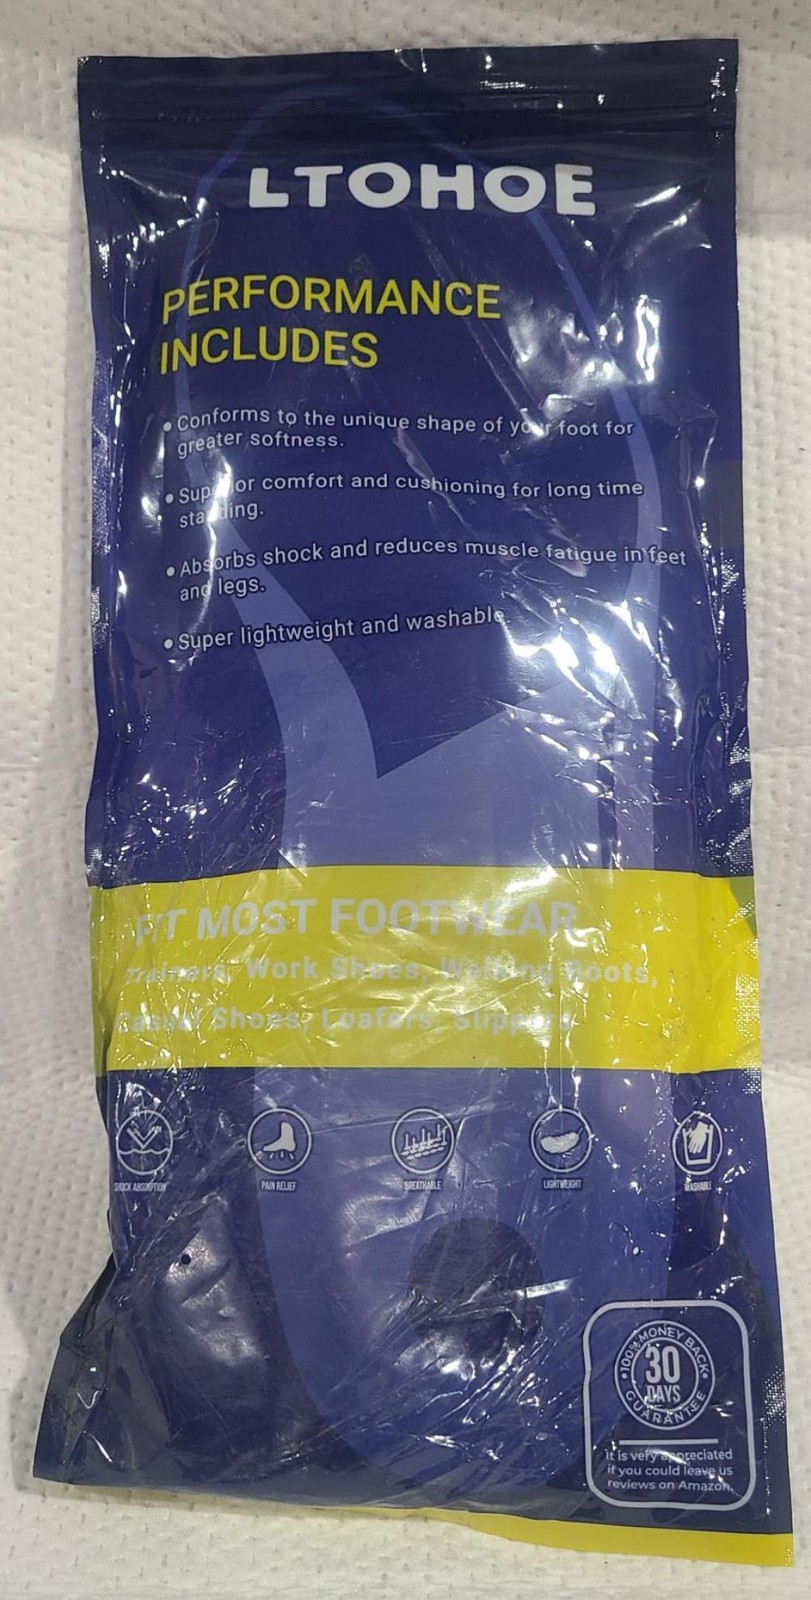 LTOHOE
PERFORMANCE
INCLUDES
• Conforms to the unique shape of your foot for
greater softness.
• Superior comfort and cushioning for long time
standing.
• Absorbs shock and reduces muscle fatigue in feet
and legs.
• Super lightweight and washable.
FIT MOST FOOTWEAR
Trainers, Work Shoes, Walking Boots,
Casual Shoes, Loafers, Slippers
SHOCK ABSORPTION PAIN RELIEF BREATHABLE LIGHTWEIGHT WASHABLE
100% MONEY BACK
30
DAYS
GUARANTEE
It is very appreciated
if you could leave us
reviews on Amazon.